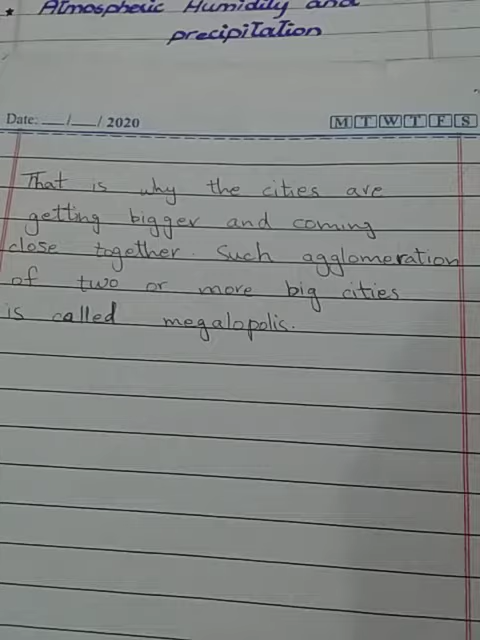 * Atmospheric Humidity and
precipitation
Date: __/__/ 2020 M T W T F S
That is why the cities are
getting bigger and coming
close together. Such agglomeration
of two or more big cities
is called megalopolis.